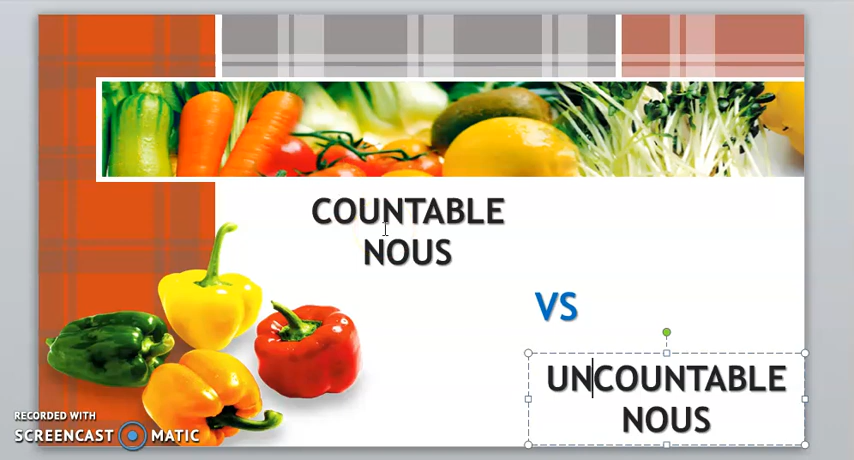 COUNTABLE
NOUS
VS
UNCOUNTABLE
NOUS
RECORDED WITH
SCREENCAST MATIC